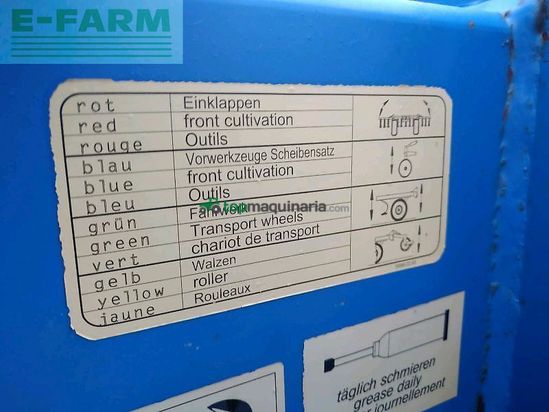 E-FARM
rot Einklappen
red front cultivation
rouge Outils
blau Vorwerkzeuge Scheibensatz
blue front cultivation
bleu Outils
grün Fahrwerk
green Transport wheels
vert chariot de transport
gelb Walzen
yellow roller
jaune Rouleaux
topmaquinaria.com
täglich schmieren
grease daily
journellement